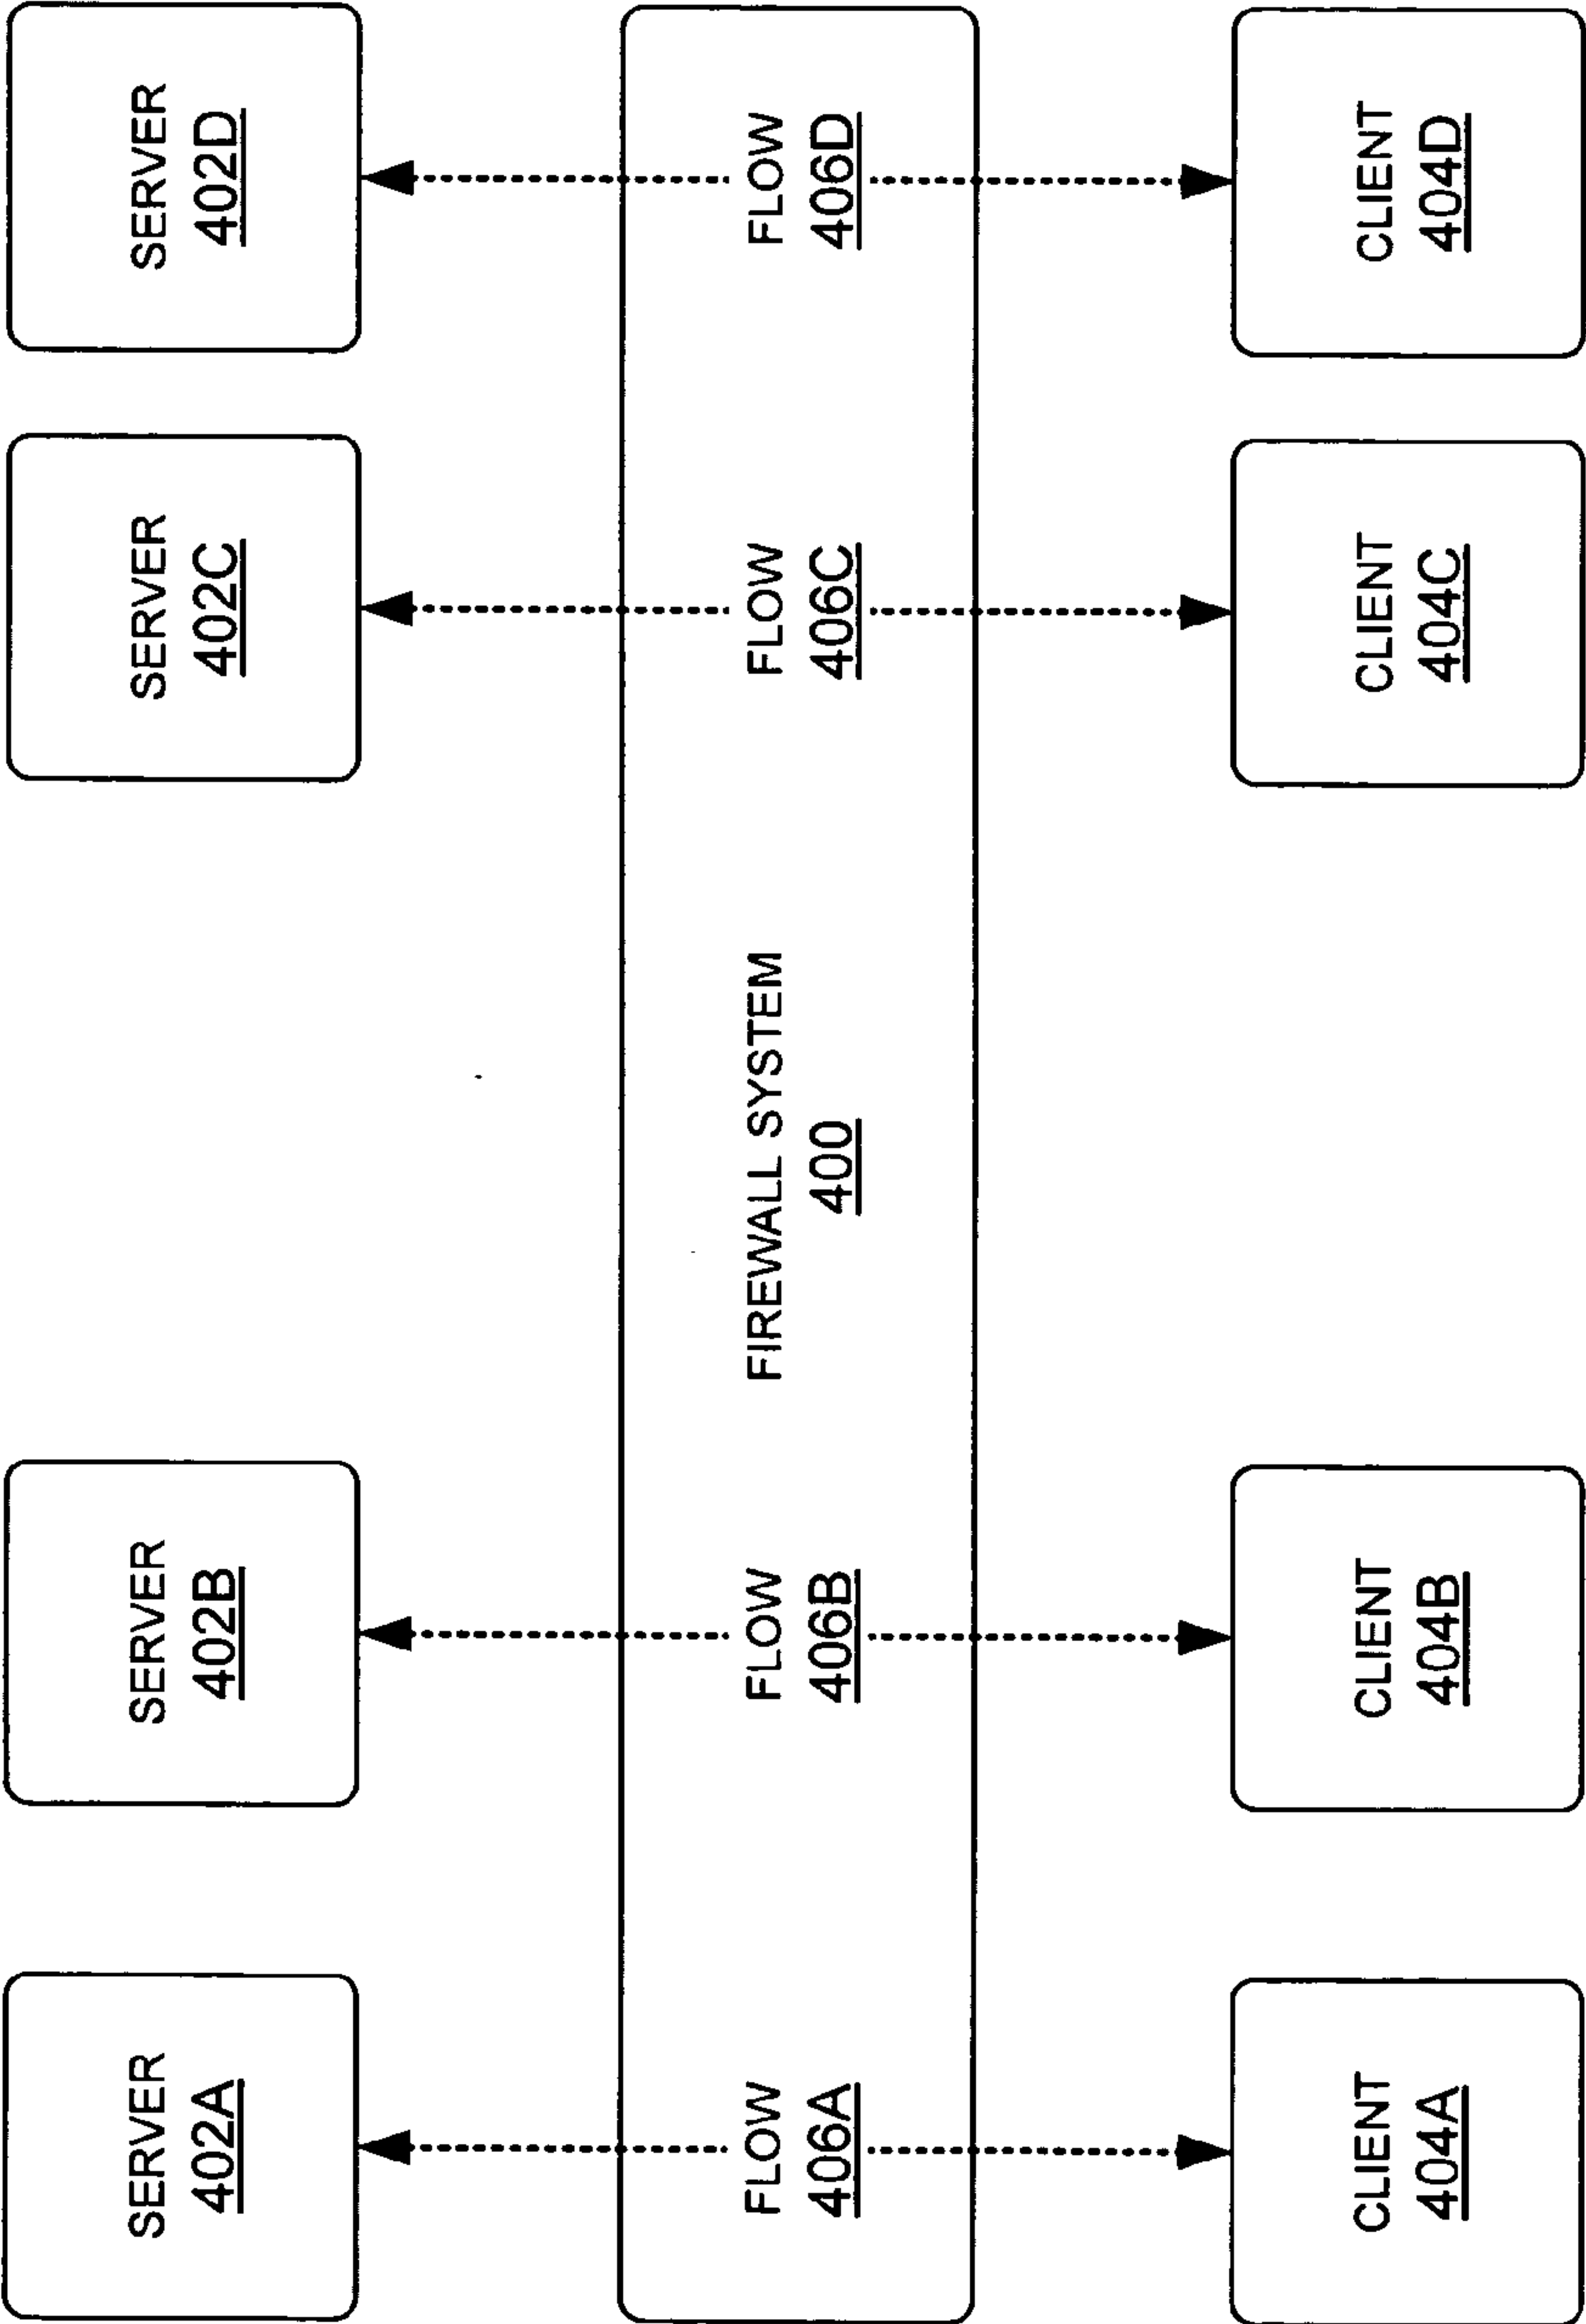 SERVER
402A
SERVER
402B
SERVER
402C
SERVER
402D
FLOW
406A
FLOW
406B
FIREWALL SYSTEM
400
FLOW
406C
FLOW
406D
CLIENT
404A
CLIENT
404B
CLIENT
404C
CLIENT
404D